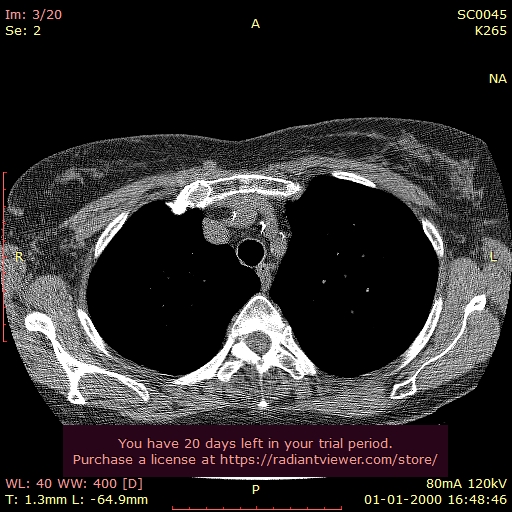 Im: 3/20
Se: 2
A
SC0045
K265
NA
R
L
You have 20 days left in your trial period.
Purchase a license at https://radiantviewer.com/store/
WL: 40 WW: 400 [D]
T: 1.3mm L: -64.9mm
P
80mA 120kV
01-01-2000 16:48:46